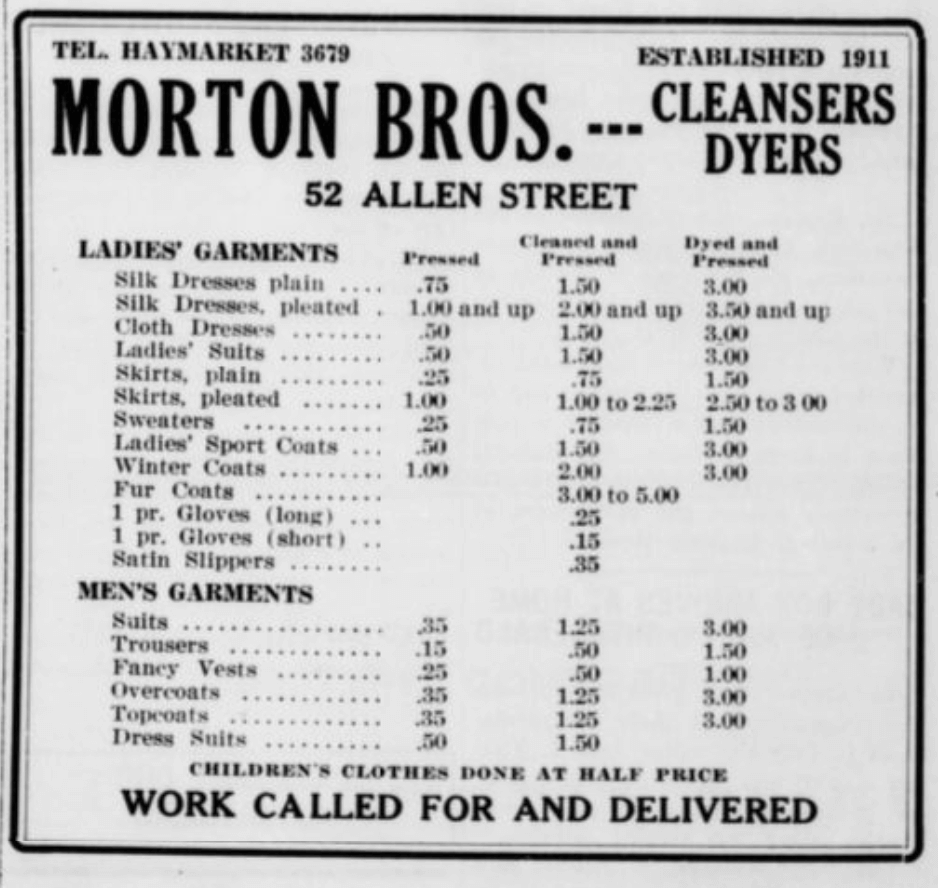 TEL. HAYMARKET 3679 ESTABLISHED 1911
MORTON BROS. --- CLEANSERS DYERS
52 ALLEN STREET
LADIES' GARMENTS Pressed Cleaned and Pressed Dyed and Pressed
Silk Dresses plain .... .75 1.50 3.00
Silk Dresses, pleated . 1.00 and up 2.00 and up 3.50 and up
Cloth Dresses ........ .50 1.50 3.00
Ladies' Suits ......... .50 1.50 3.00
Skirts, plain ......... .25 .75 1.50
Skirts, pleated ....... 1.00 1.00 to 2.25 2.50 to 3 00
Sweaters ............ .25 .75 1.50
Ladies' Sport Coats ... .50 1.50 3.00
Winter Coats ......... 1.00 2.00 3.00
Fur Coats ........... 3.00 to 5.00
1 pr. Gloves (long) ... .25
1 pr. Gloves (short) .. .15
Satin Slippers ........ .35
MEN'S GARMENTS
Suits ................. .35 1.25 3.00
Trousers ............. .15 .50 1.50
Fancy Vests ......... .25 .50 1.00
Overcoats ............ .35 1.25 3.00
Topcoats ............. .35 1.25 3.00
Dress Suits .......... .50 1.50
CHILDREN'S CLOTHES DONE AT HALF PRICE
WORK CALLED FOR AND DELIVERED